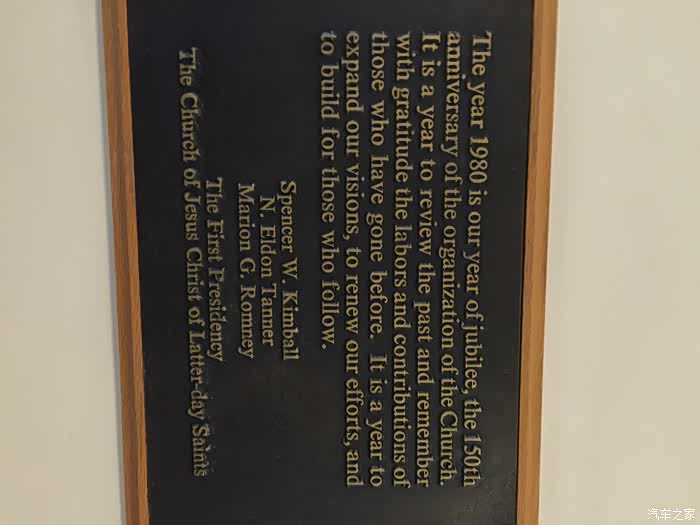 The year 1980 is our year of jubilee, the 150th
anniversary of the organization of the Church.
It is a year to review the past and remember
with gratitude the labors and contributions of
those who have gone before. It is a year to
expand our visions, to renew our efforts, and
to build for those who follow.
Spencer W. Kimball
N. Eldon Tanner
Marion G. Romney
The First Presidency
The Church of Jesus Christ of Latter-day Saints
汽车之家